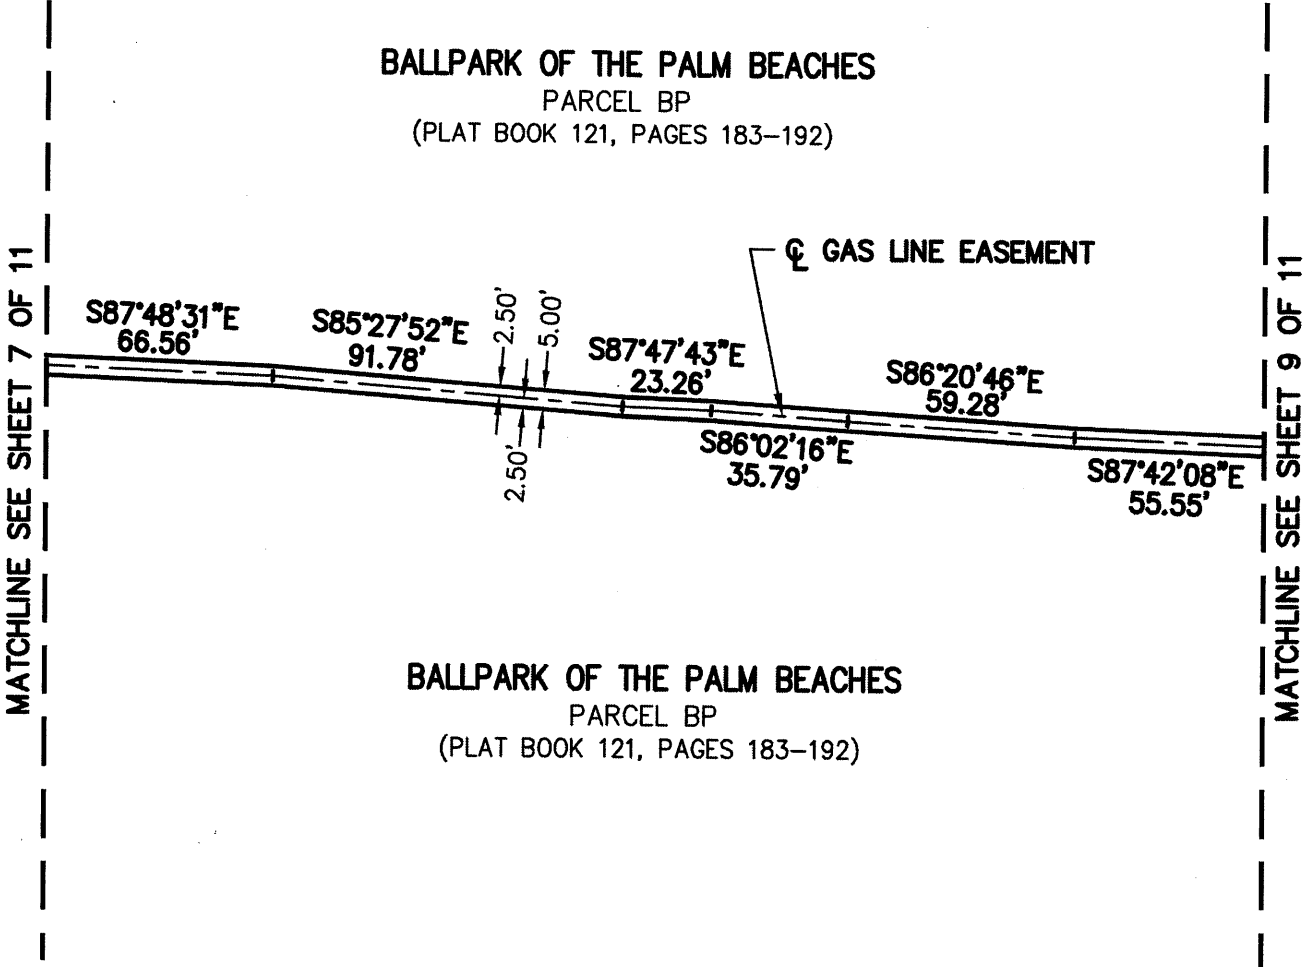 BALLPARK OF THE PALM BEACHES
PARCEL BP
(PLAT BOOK 121, PAGES 183-192)
MATCHLINE SEE SHEET 7 OF 11
℄ GAS LINE EASEMENT
S87°48'31"E
66.56'
S85°27'52"E
91.78'
2.50'
5.00'
2.50'
S87°47'43"E
23.26'
S86°02'16"E
35.79'
S86°20'46"E
59.28'
S87°42'08"E
55.55'
MATCHLINE SEE SHEET 9 OF 11
BALLPARK OF THE PALM BEACHES
PARCEL BP
(PLAT BOOK 121, PAGES 183-192)